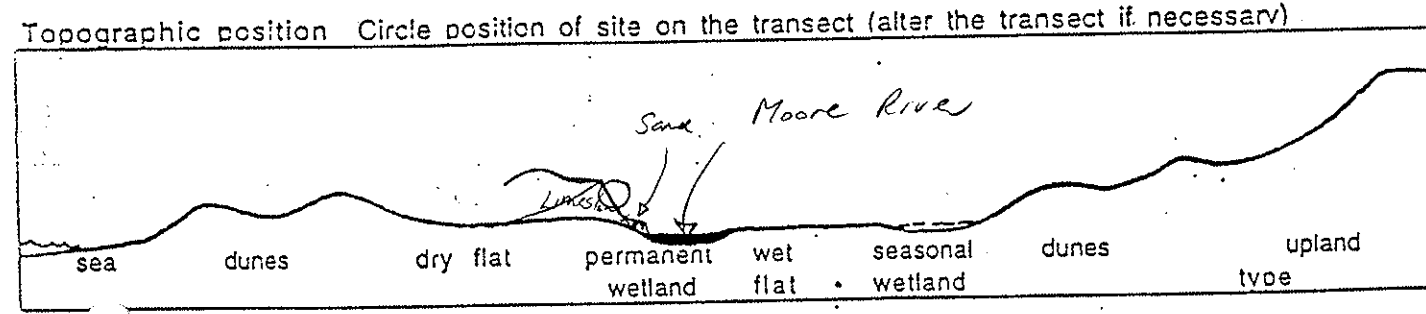 Topographic position Circle position of site on the transect (alter the transect if necessary)
Sand Moore River
Limestone
sea dunes dry flat permanent wet seasonal dunes upland
wetland flat wetland type